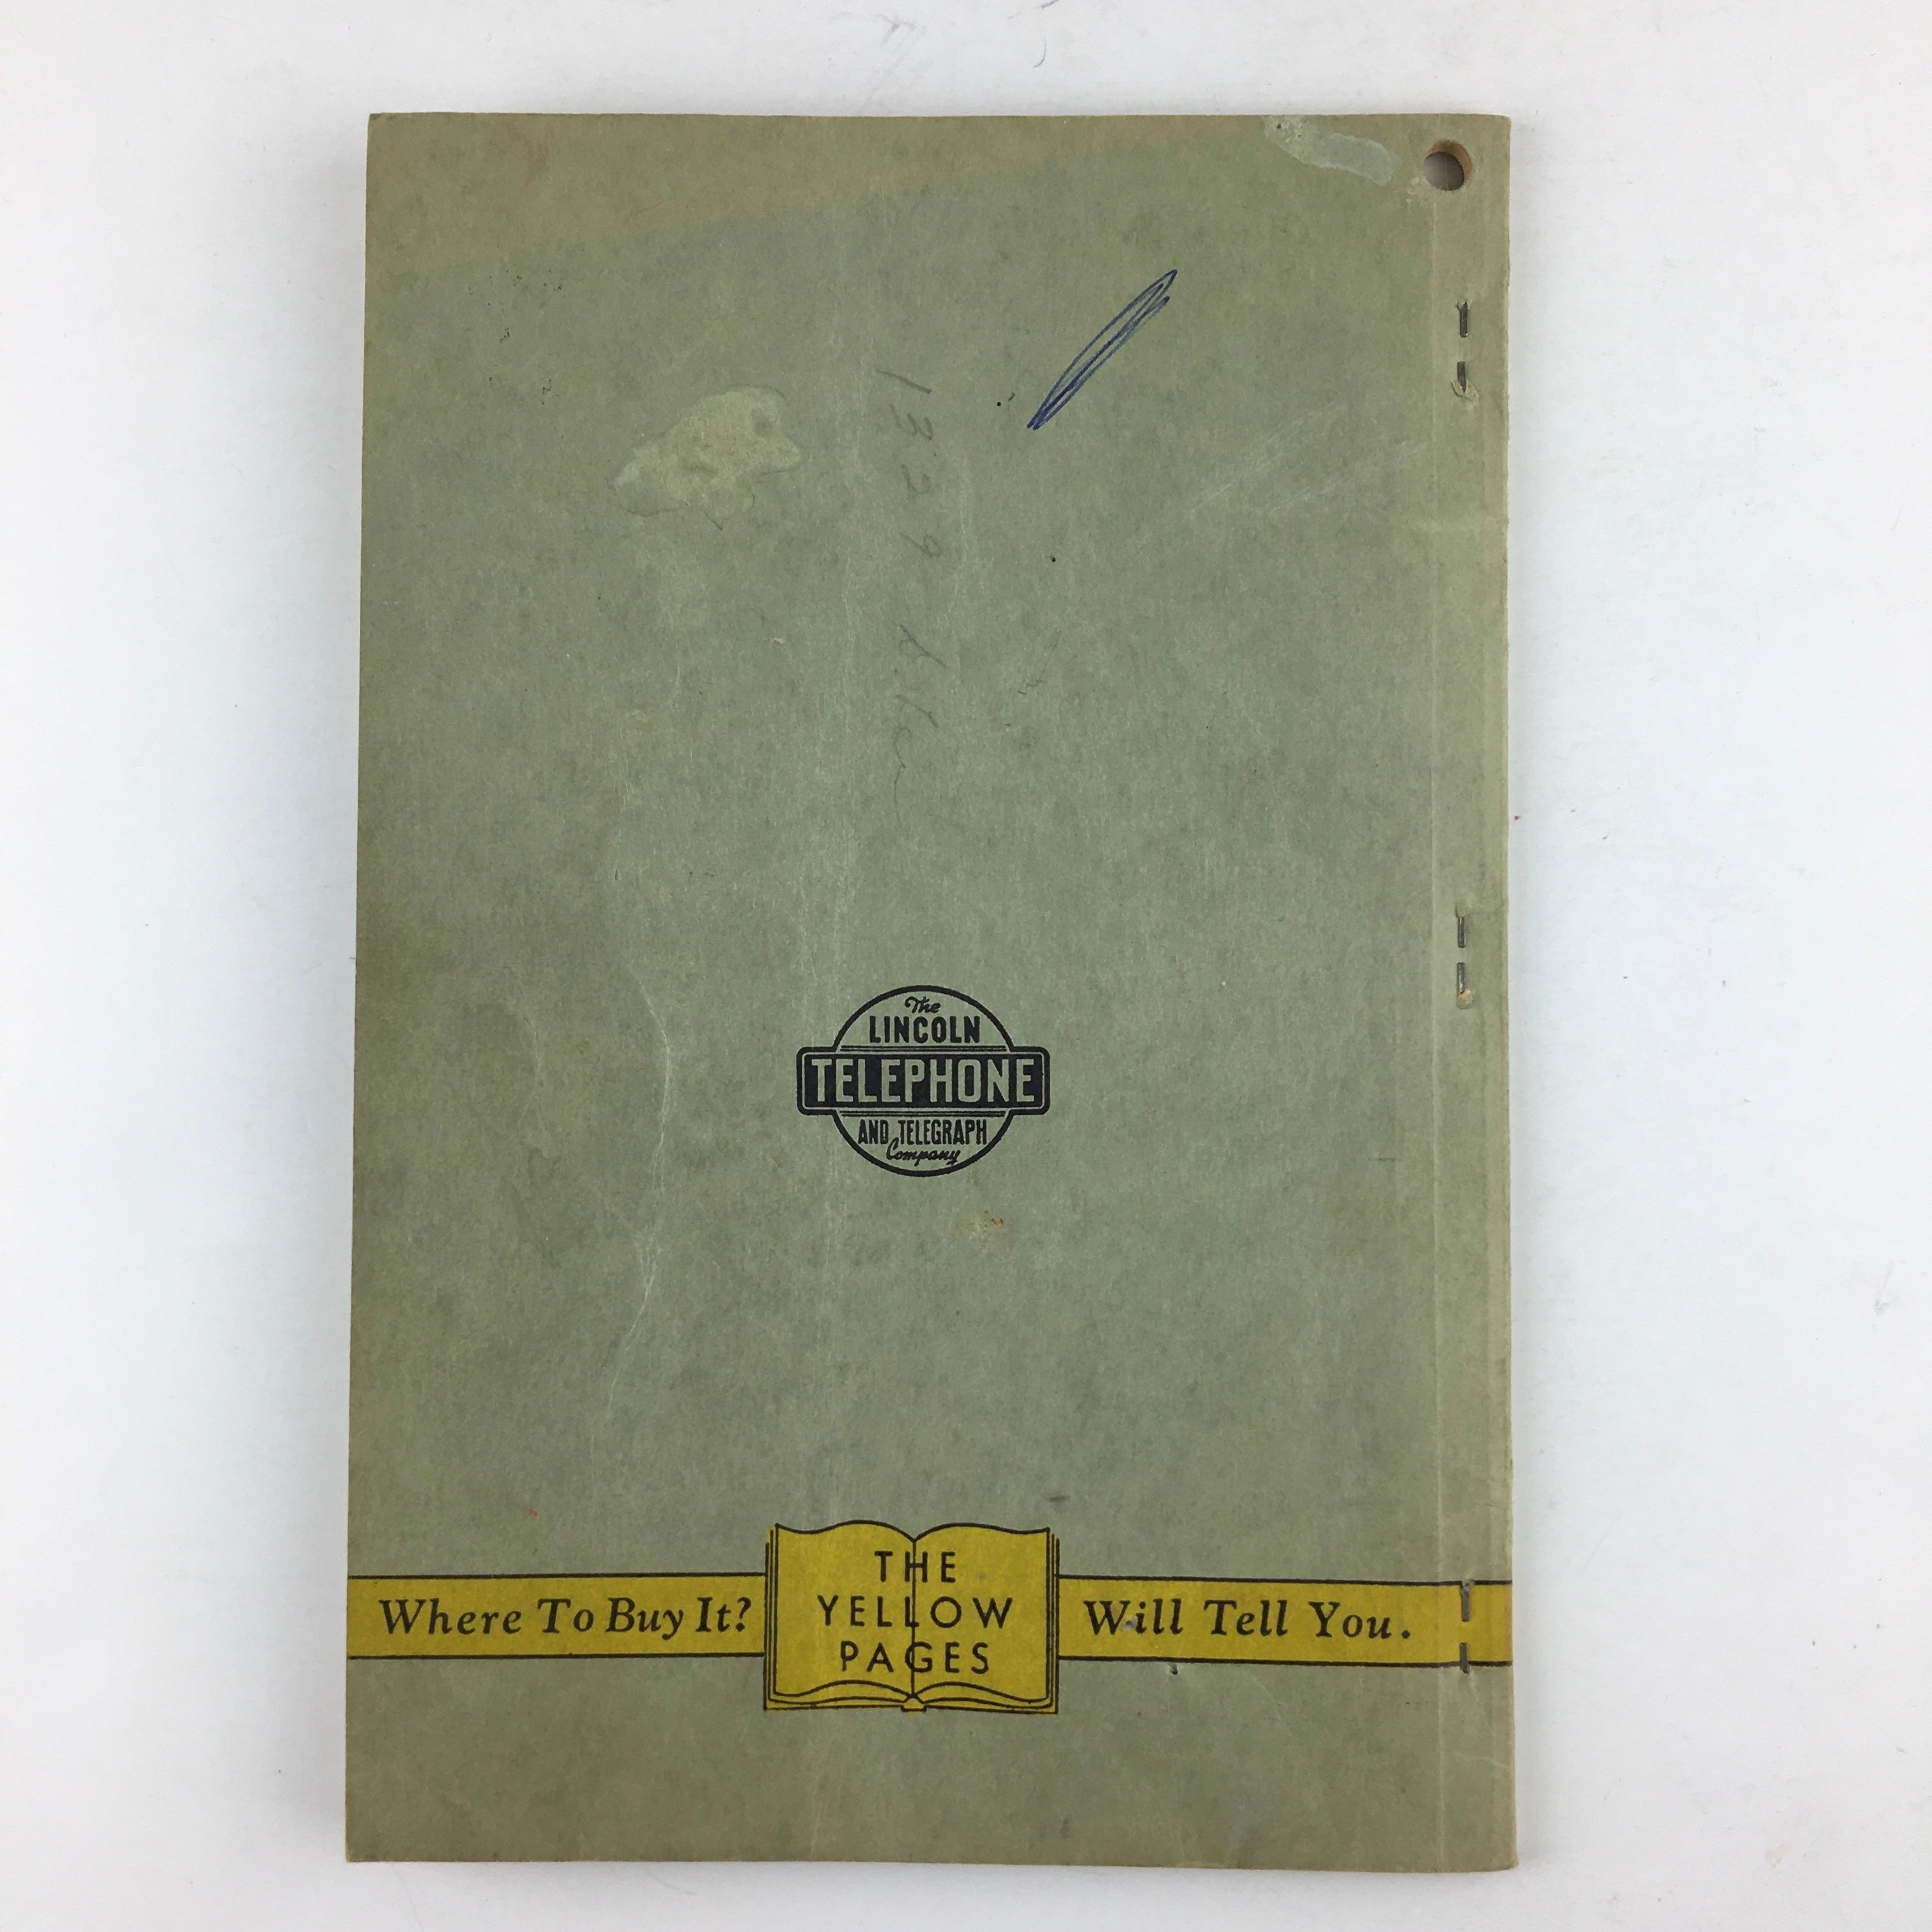 The
LINCOLN
TELEPHONE
AND TELEGRAPH
Company
Where To Buy It?
THE
YELLOW
PAGES
Will Tell You.